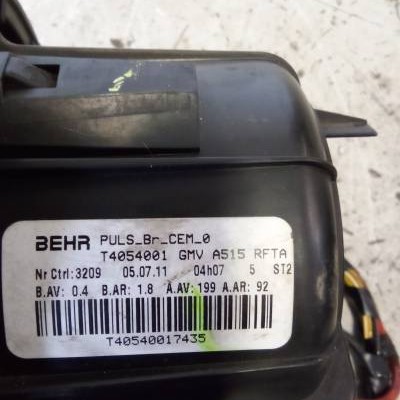 BEHR PULS_Br_CEM_0
T4054001 GMV A515 RFTA
Nr Ctrl:3209 05.07.11 04h07 5 ST2
B.AV: 0.4 B.AR: 1.8 A.AV: 199 A.AR: 92
T40540017435